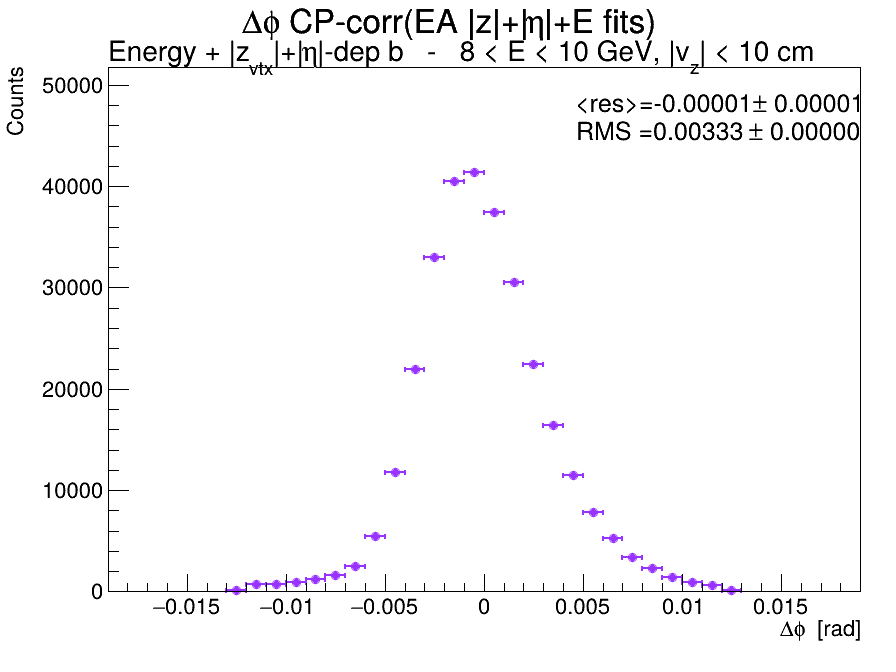 Δϕ CP-corr(EA |z|+|η|+E fits)
Energy + |z_vtx|+|η|-dep b - 8 < E < 10 GeV, |v_z| < 10 cm
<res>=-0.00001± 0.00001
RMS =0.00333 ± 0.00000
Counts
50000
40000
30000
20000
10000
0
−0.015 −0.01 −0.005 0 0.005 0.01 0.015
Δϕ [rad]